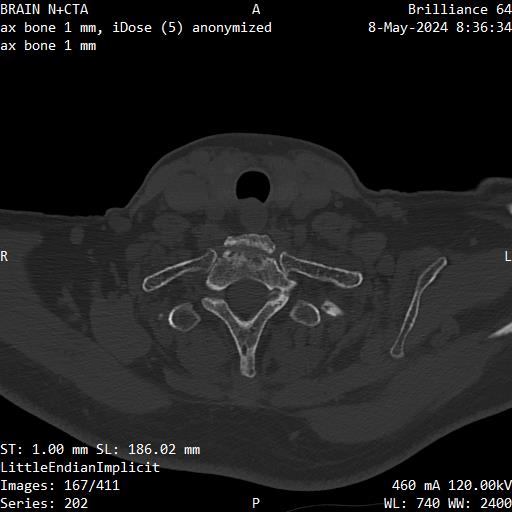 BRAIN N+CTA
A
Brilliance 64
ax bone 1 mm, iDose (5) anonymized
8-May-2024 8:36:34
ax bone 1 mm
R
L
ST: 1.00 mm SL: 186.02 mm
LittleEndianImplicit
Images: 167/411
460 mA 120.00kV
Series: 202
P
WL: 740 WW: 2400